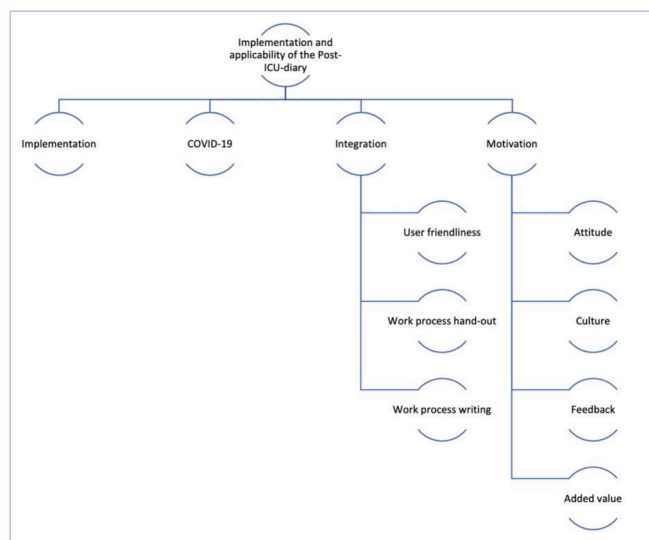 Implementation and
applicability of the Post-
ICU-diary
Implementation
COVID-19
Integration
Motivation
User friendliness
Work process hand-out
Work process writing
Attitude
Culture
Feedback
Added value